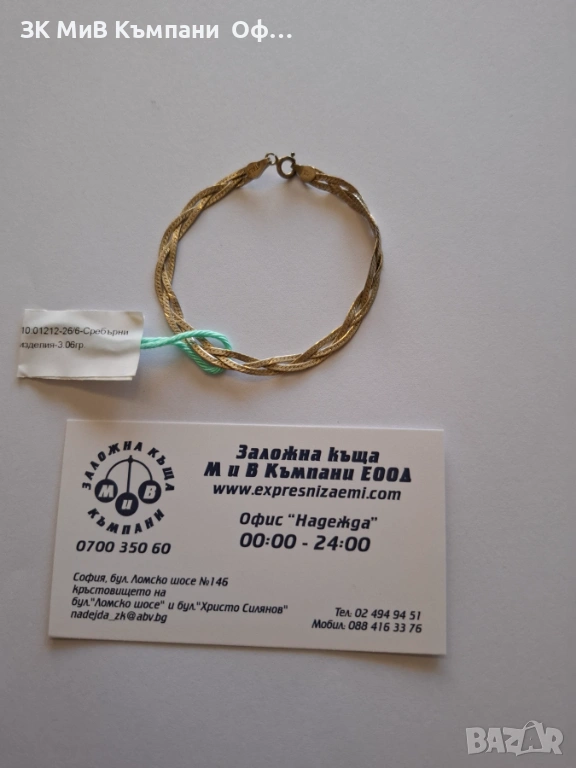 ЗК МиВ Къмпани Оф...
10.01212-26/6-Сребърни
изделия-3.06гр.
ЗАЛОЖНА КЪЩА
М и В
КЪМПАНИ
0700 350 60
Заложна къща
М и В Къмпани ЕООД
www.expresnizaemi.com
Офис "Надежда"
00:00 - 24:00
София, бул. Ломско шосе №146
кръстовището на
бул."Ломско шосе" и бул."Христо Силянов"
nadejda_zk@abv.bg
Тел: 02 494 94 51
Мобил: 088 416 33 76
BAZAR